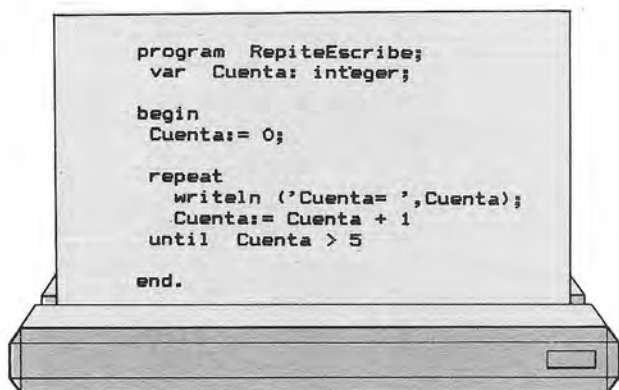 program RepiteEscribe;
var Cuenta: integer;
begin
Cuenta:= 0;
repeat
writeln ('Cuenta= ',Cuenta);
Cuenta:= Cuenta + 1
until Cuenta > 5
end.